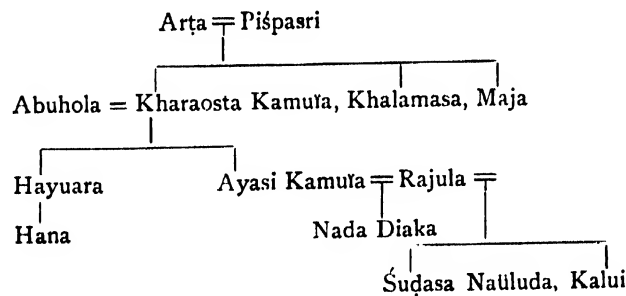 Arṭa = Piśpasri
Abuhola = Kharaosta Kamuïa, Khalamasa, Maja
Hayuara Ayasi Kamuïa = Rajula =
Hana Nada Diaka
Śuḍasa Naüluda, Kalui